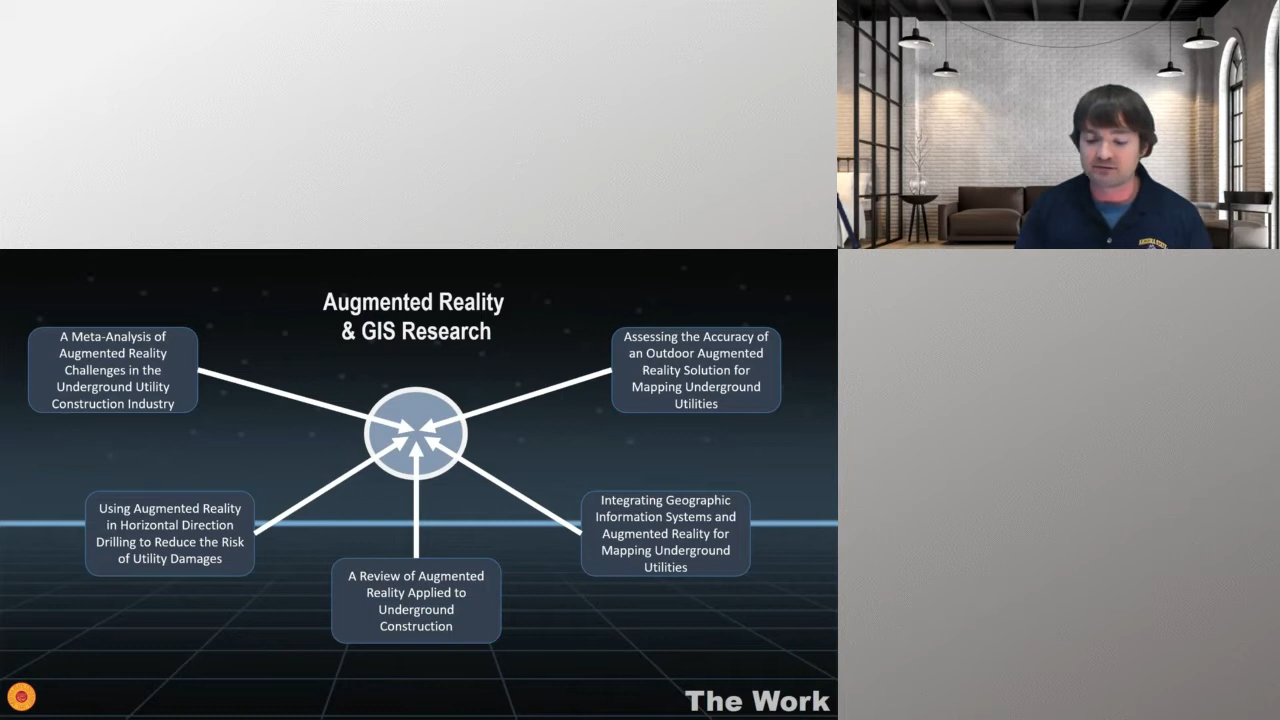 Augmented Reality
& GIS Research
A Meta-Analysis of
Augmented Reality
Challenges in the
Underground Utility
Construction Industry
Assessing the Accuracy of
an Outdoor Augmented
Reality Solution for
Mapping Underground
Utilities
Using Augmented Reality
in Horizontal Direction
Drilling to Reduce the Risk
of Utility Damages
Integrating Geographic
Information Systems and
Augmented Reality for
Mapping Underground
Utilities
A Review of Augmented
Reality Applied to
Underground
Construction
The Work